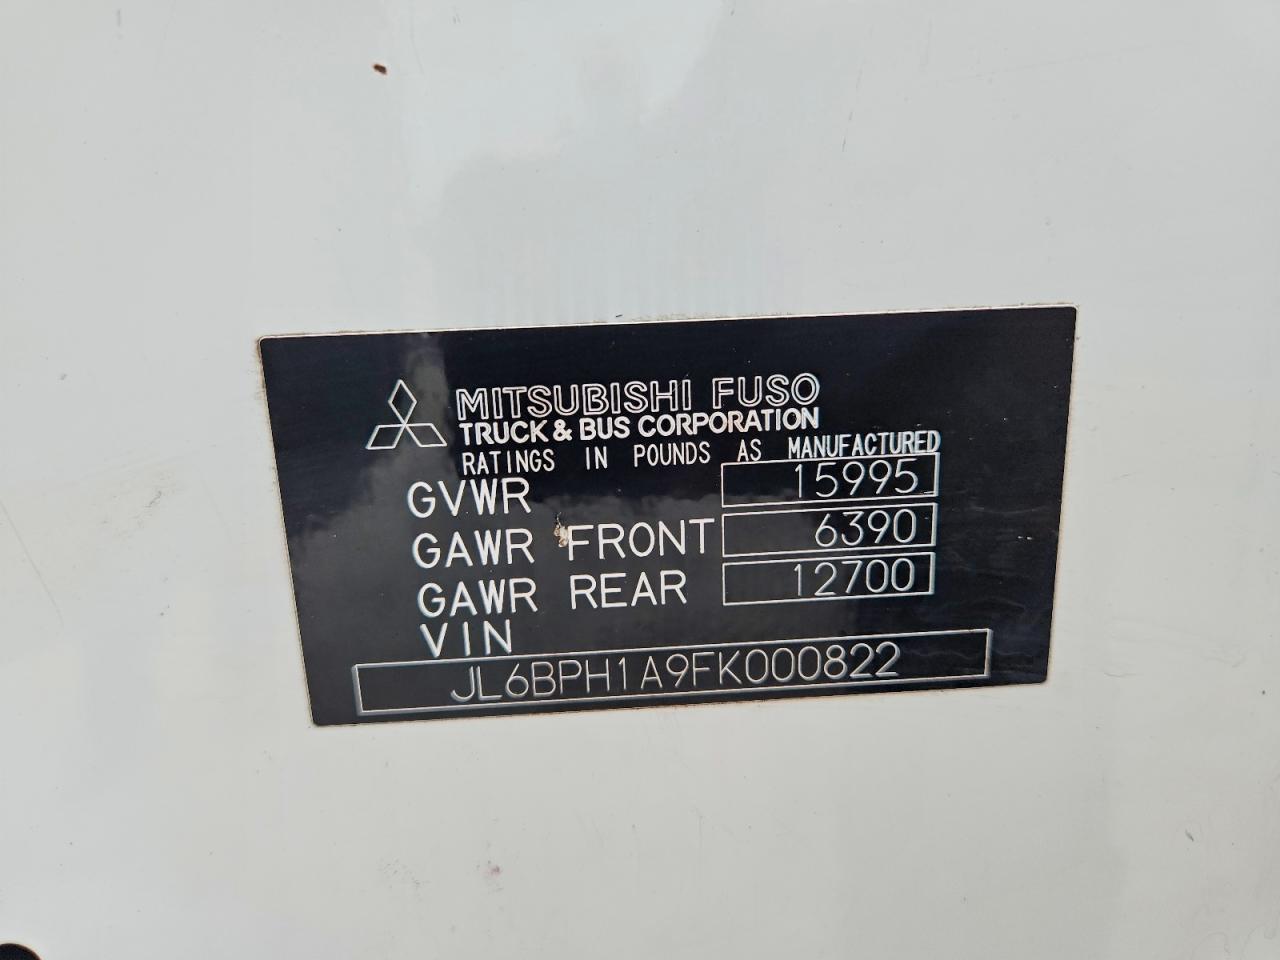 MITSUBISHI FUSO
TRUCK & BUS CORPORATION
RATINGS IN POUNDS AS MANUFACTURED
GVWR 15995
GAWR FRONT 6390
GAWR REAR 12700
VIN
JL6BPH1A9FK000822